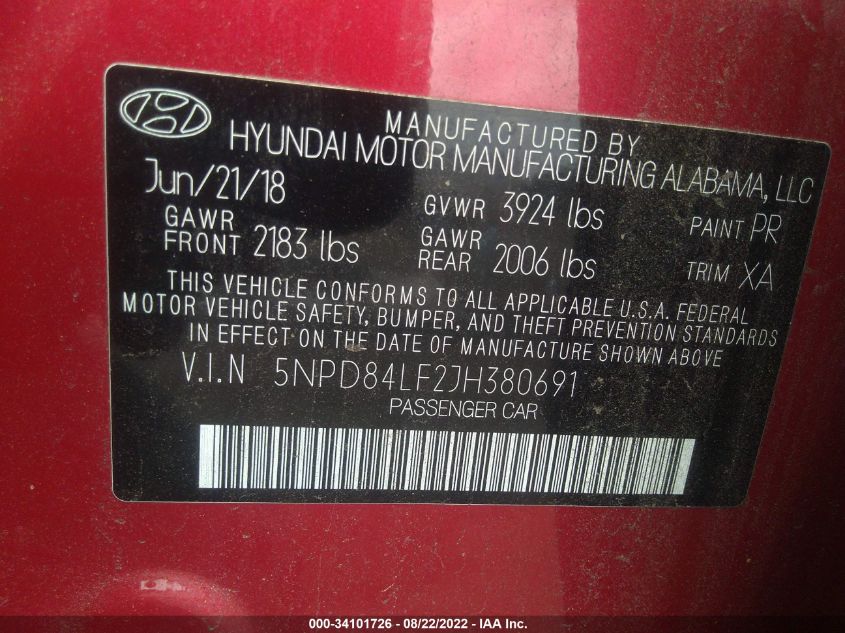 MANUFACTURED BY
HYUNDAI MOTOR MANUFACTURING ALABAMA, LLC
Jun/21/18
GVWR 3924 lbs
PAINT PR
GAWR
FRONT 2183 lbs
GAWR
REAR 2006 lbs
TRIM XA
THIS VEHICLE CONFORMS TO ALL APPLICABLE U.S.A. FEDERAL
MOTOR VEHICLE SAFETY, BUMPER, AND THEFT PREVENTION STANDARDS
IN EFFECT ON THE DATE OF MANUFACTURE SHOWN ABOVE
V.I.N 5NPD84LF2JH380691
PASSENGER CAR
000-34101726 - 08/22/2022 - IAA Inc.